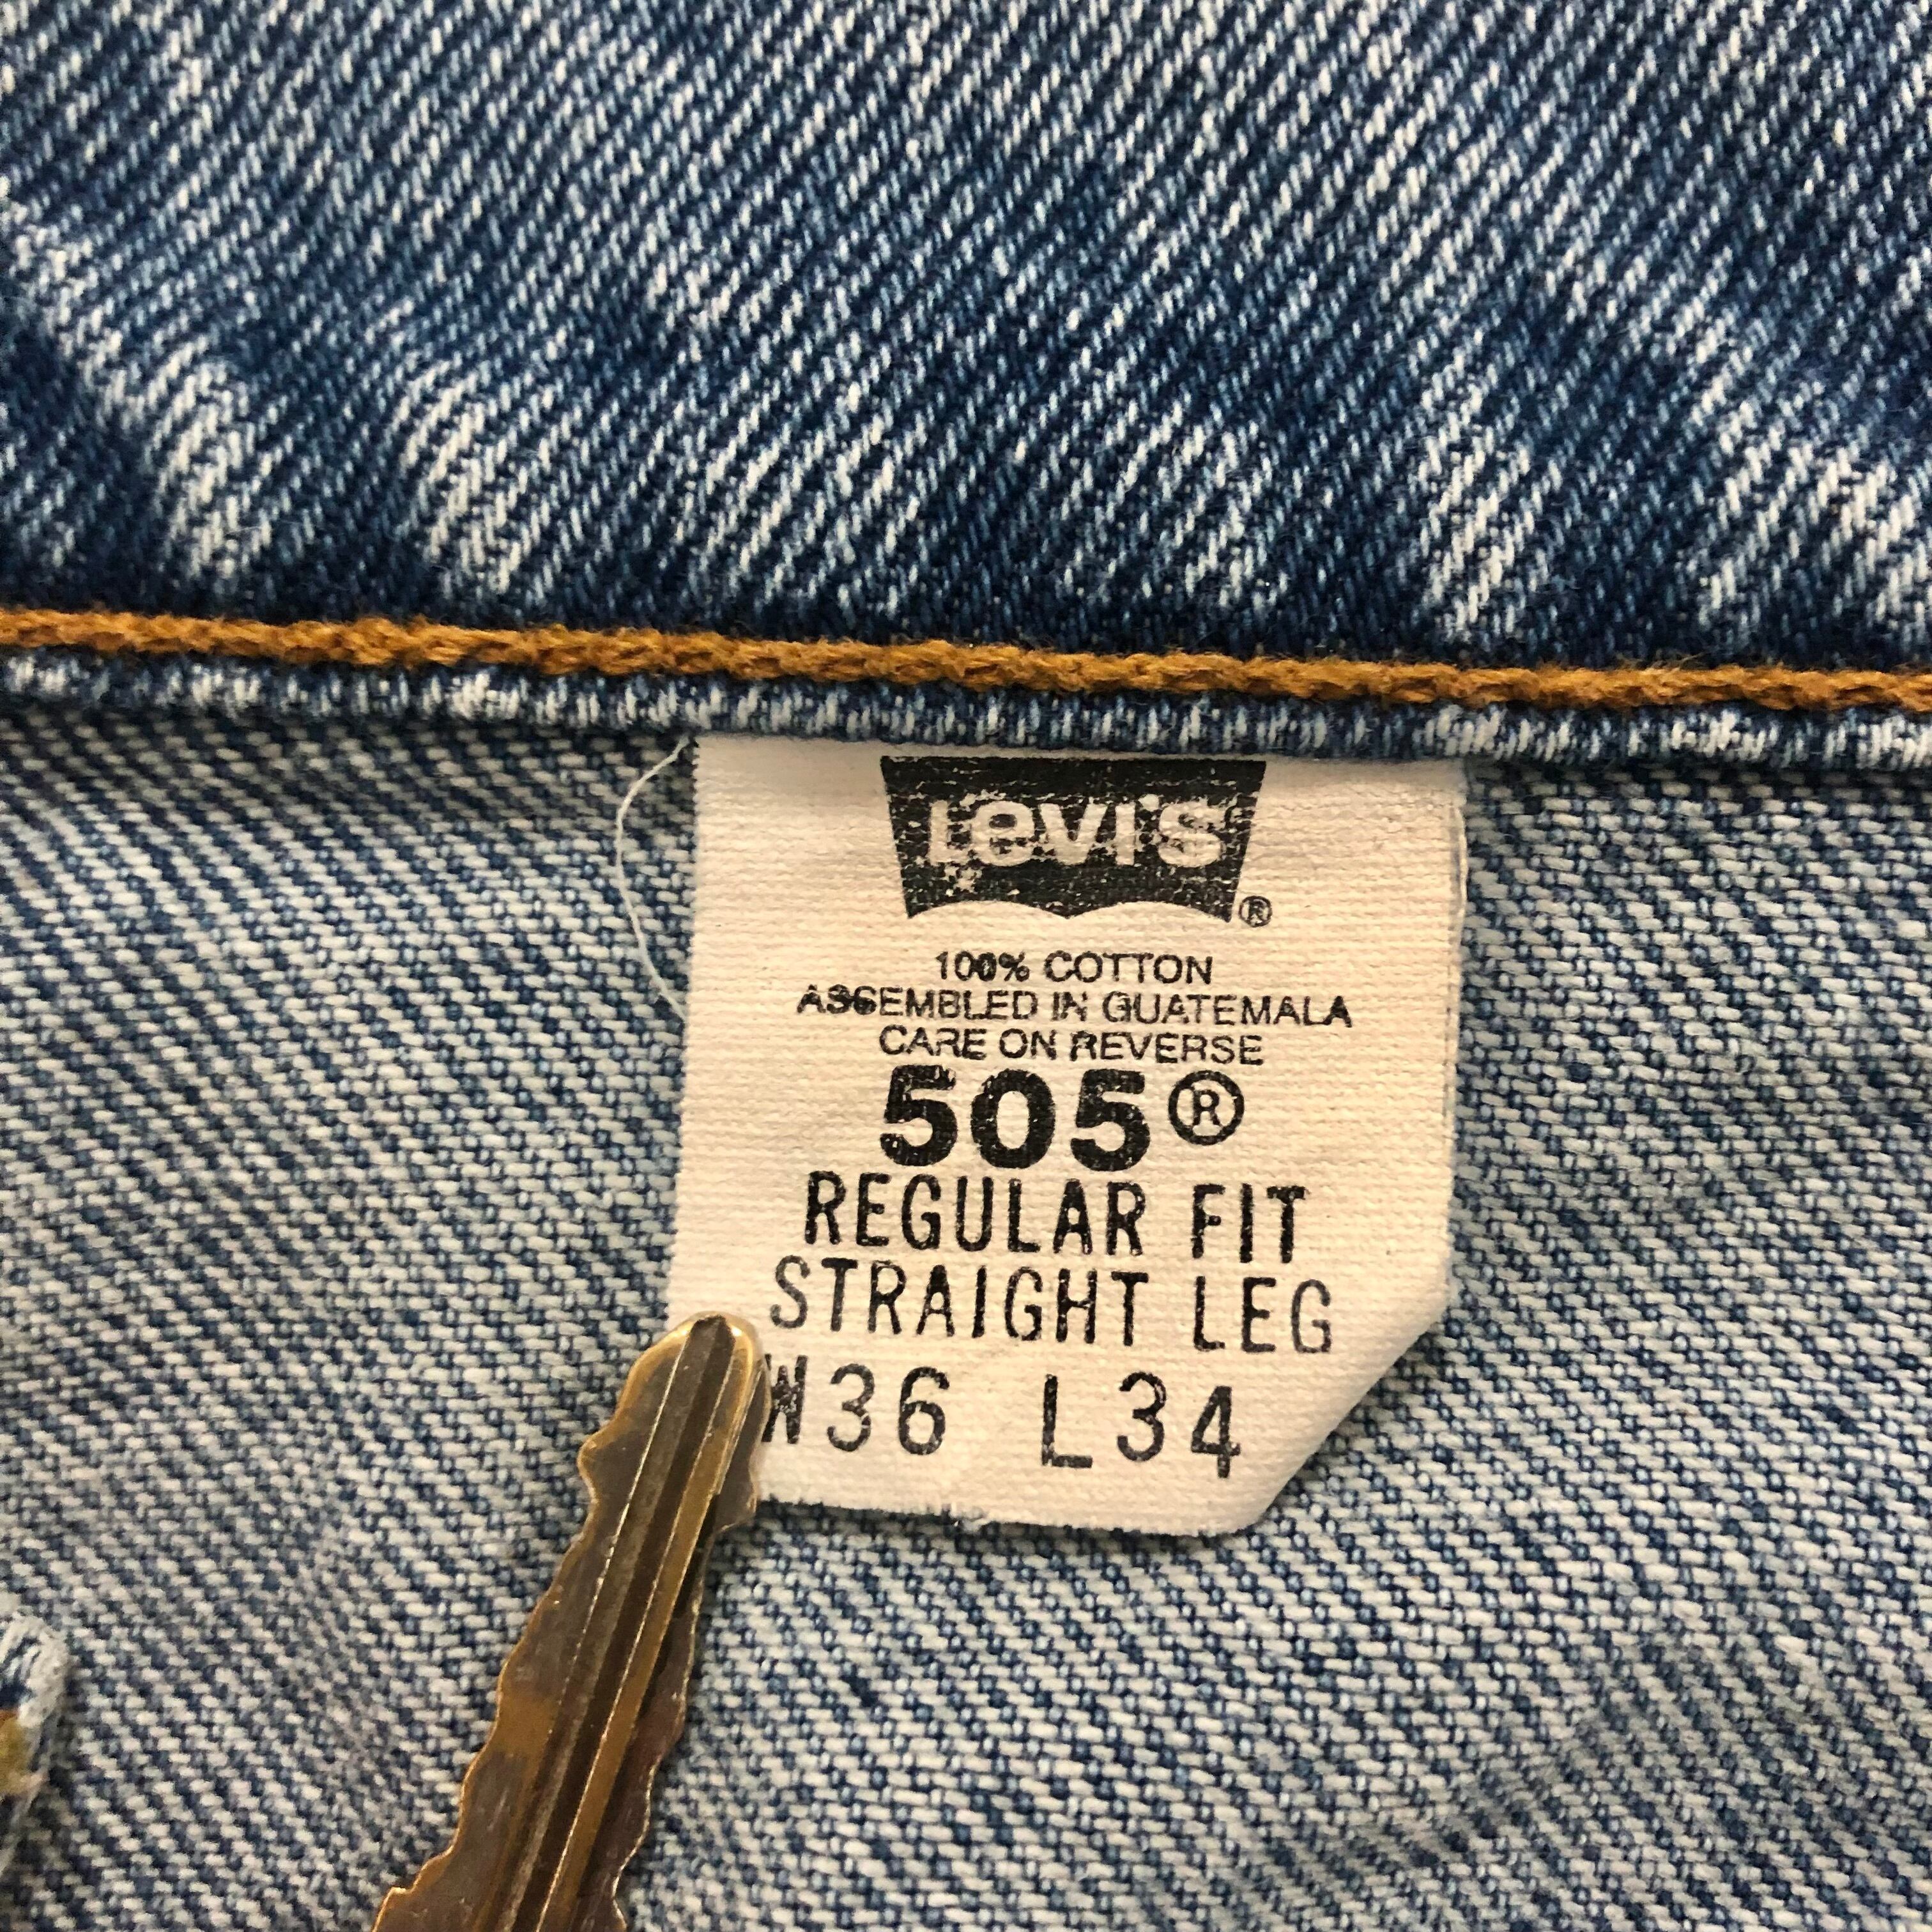 Levi's ®
100% COTTON
ASSEMBLED IN GUATEMALA
CARE ON REVERSE
505®
REGULAR FIT
STRAIGHT LEG
W36 L34